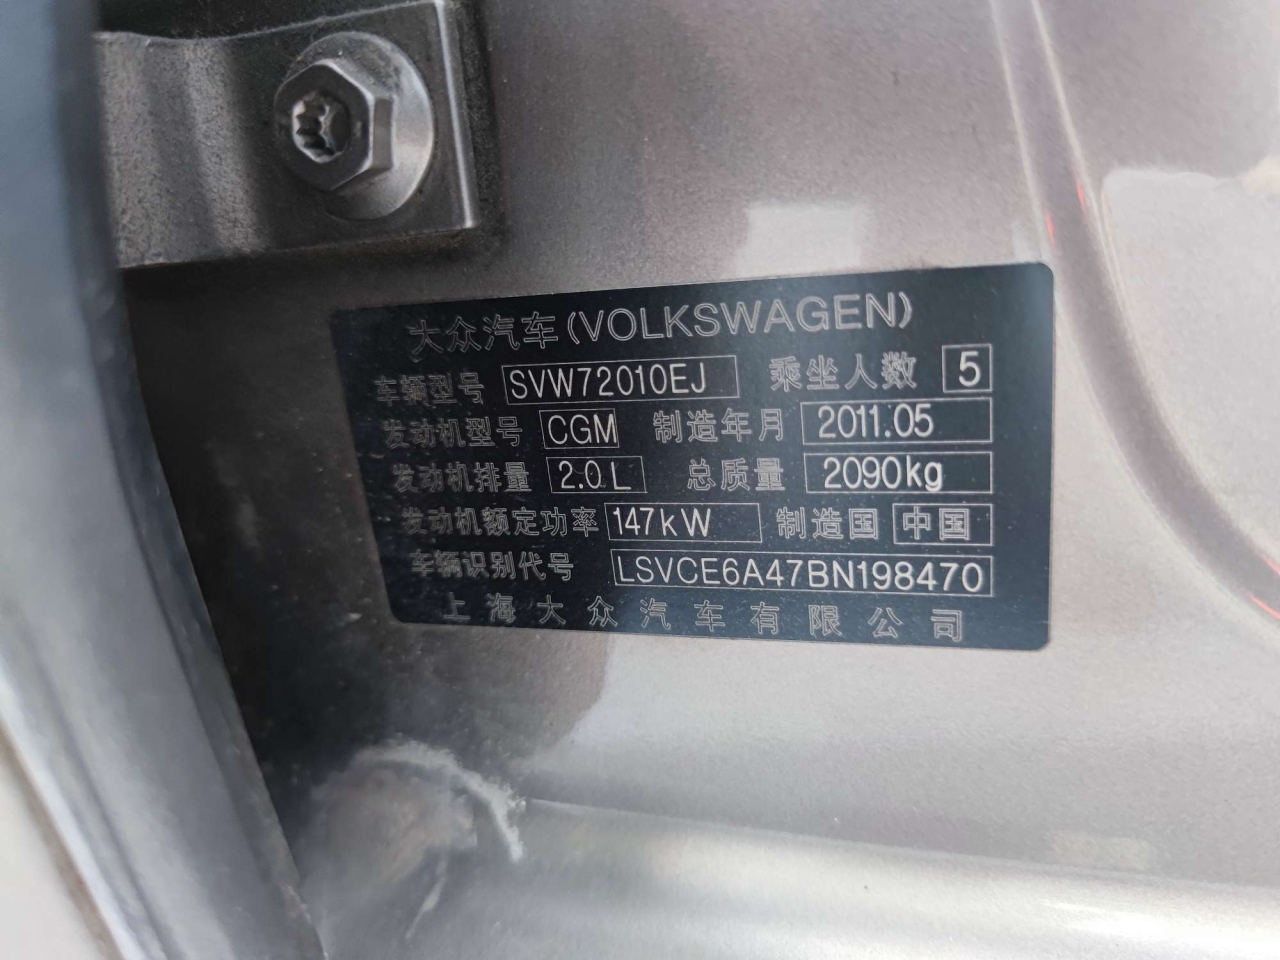 大众汽车(VOLKSWAGEN)
车辆型号 SVW72010EJ 乘坐人数 5
发动机型号 CGM 制造年月 2011.05
发动机排量 2.0L 总质量 2090kg
发动机额定功率 147kW 制造国 中国
车辆识别代号 LSVCE6A47BN198470
上海大众汽车有限公司